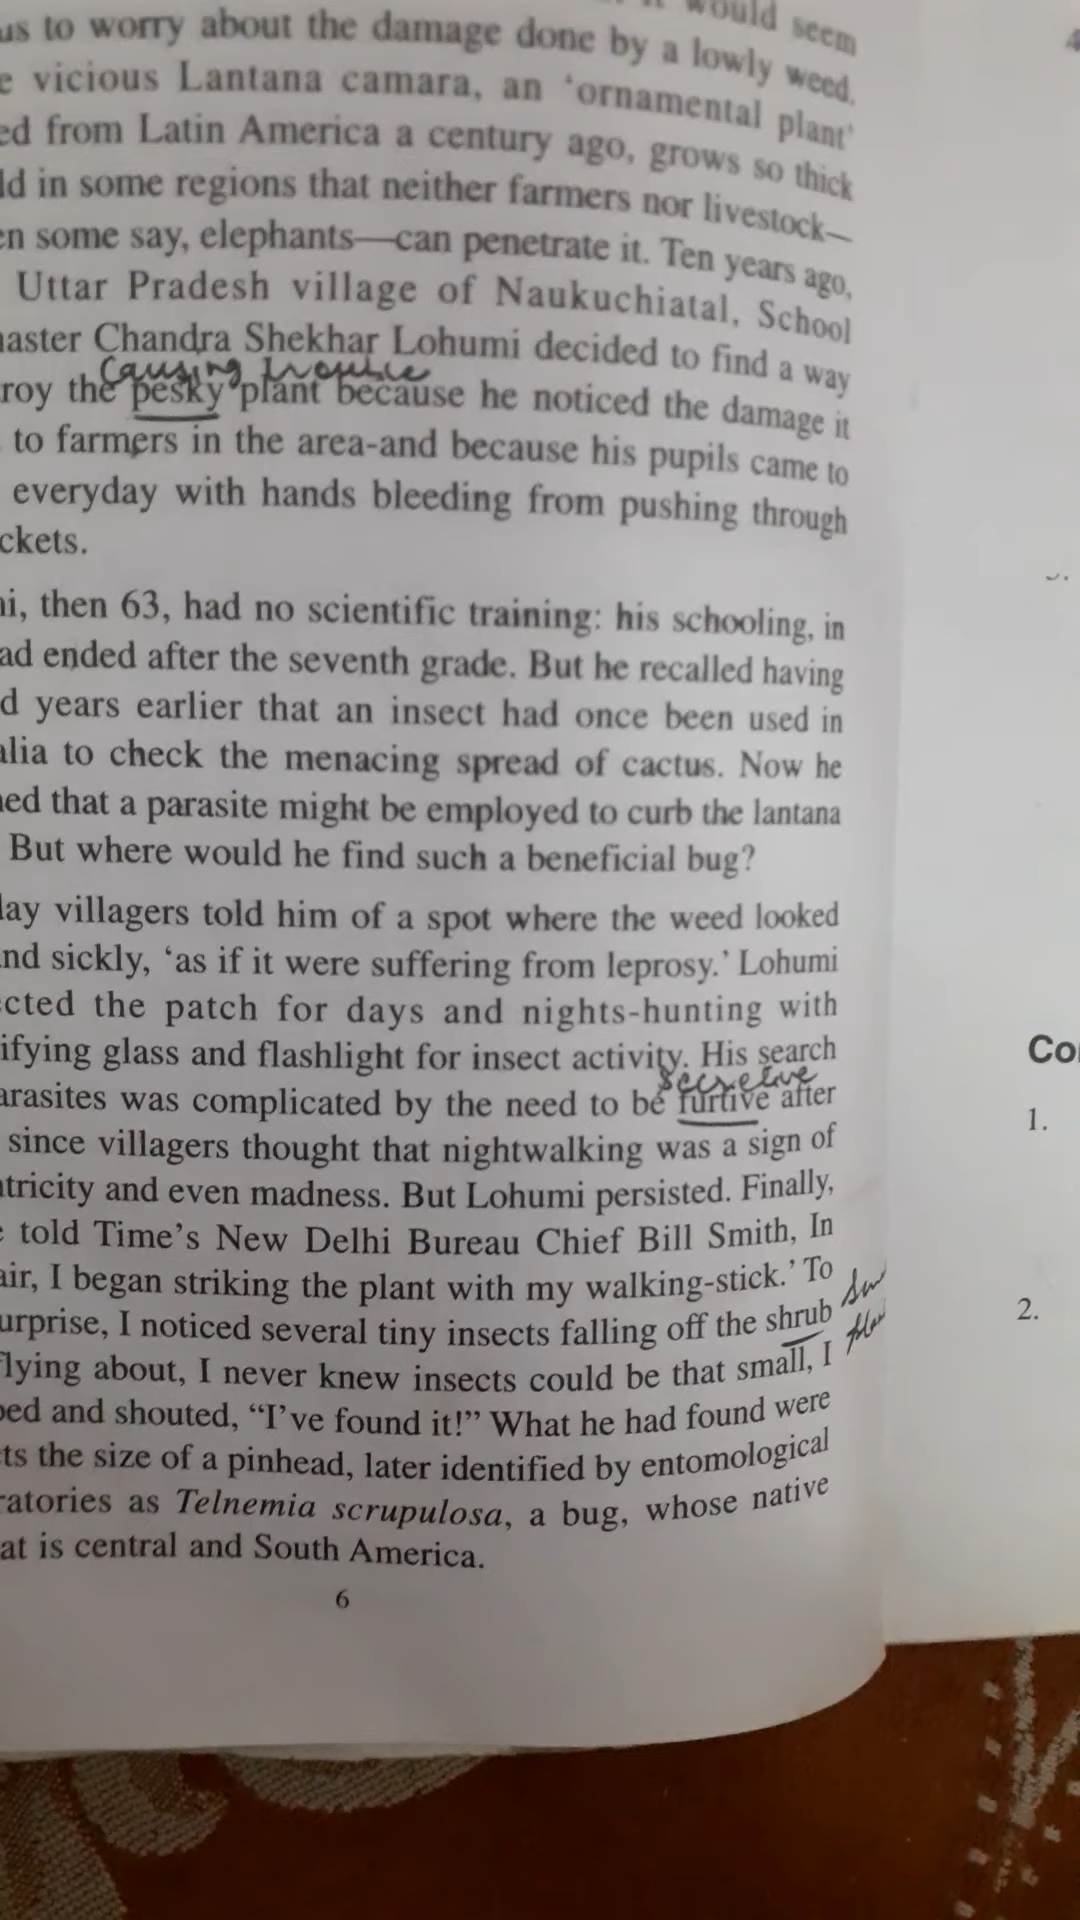 would seem
us to worry about the damage done by a lowly weed.
e vicious Lantana camara, an ‘ornamental plant’
ed from Latin America a century ago, grows so thick
ld in some regions that neither farmers nor livestock—
en some say, elephants—can penetrate it. Ten years ago,
Uttar Pradesh village of Naukuchiatal, School
aster Chandra Shekhar Lohumi decided to find a way
Causing trouble
roy the pesky plant because he noticed the damage it
to farmers in the area-and because his pupils came to
everyday with hands bleeding from pushing through
ckets.
i, then 63, had no scientific training: his schooling, in
ad ended after the seventh grade. But he recalled having
d years earlier that an insect had once been used in
alia to check the menacing spread of cactus. Now he
ed that a parasite might be employed to curb the lantana
But where would he find such a beneficial bug?
lay villagers told him of a spot where the weed looked
nd sickly, ‘as if it were suffering from leprosy.’ Lohumi
cted the patch for days and nights-hunting with
ifying glass and flashlight for insect activity. His search
arasites was complicated by the need to be furtive after
since villagers thought that nightwalking was a sign of
tricity and even madness. But Lohumi persisted. Finally,
e told Time’s New Delhi Bureau Chief Bill Smith, In
air, I began striking the plant with my walking-stick.’ To
urprise, I noticed several tiny insects falling off the shrub
flying about, I never knew insects could be that small, I
ped and shouted, “I’ve found it!” What he had found were
ts the size of a pinhead, later identified by entomological
ratories as Telnemia scrupulosa, a bug, whose native
at is central and South America.
6
Co
1.
2.